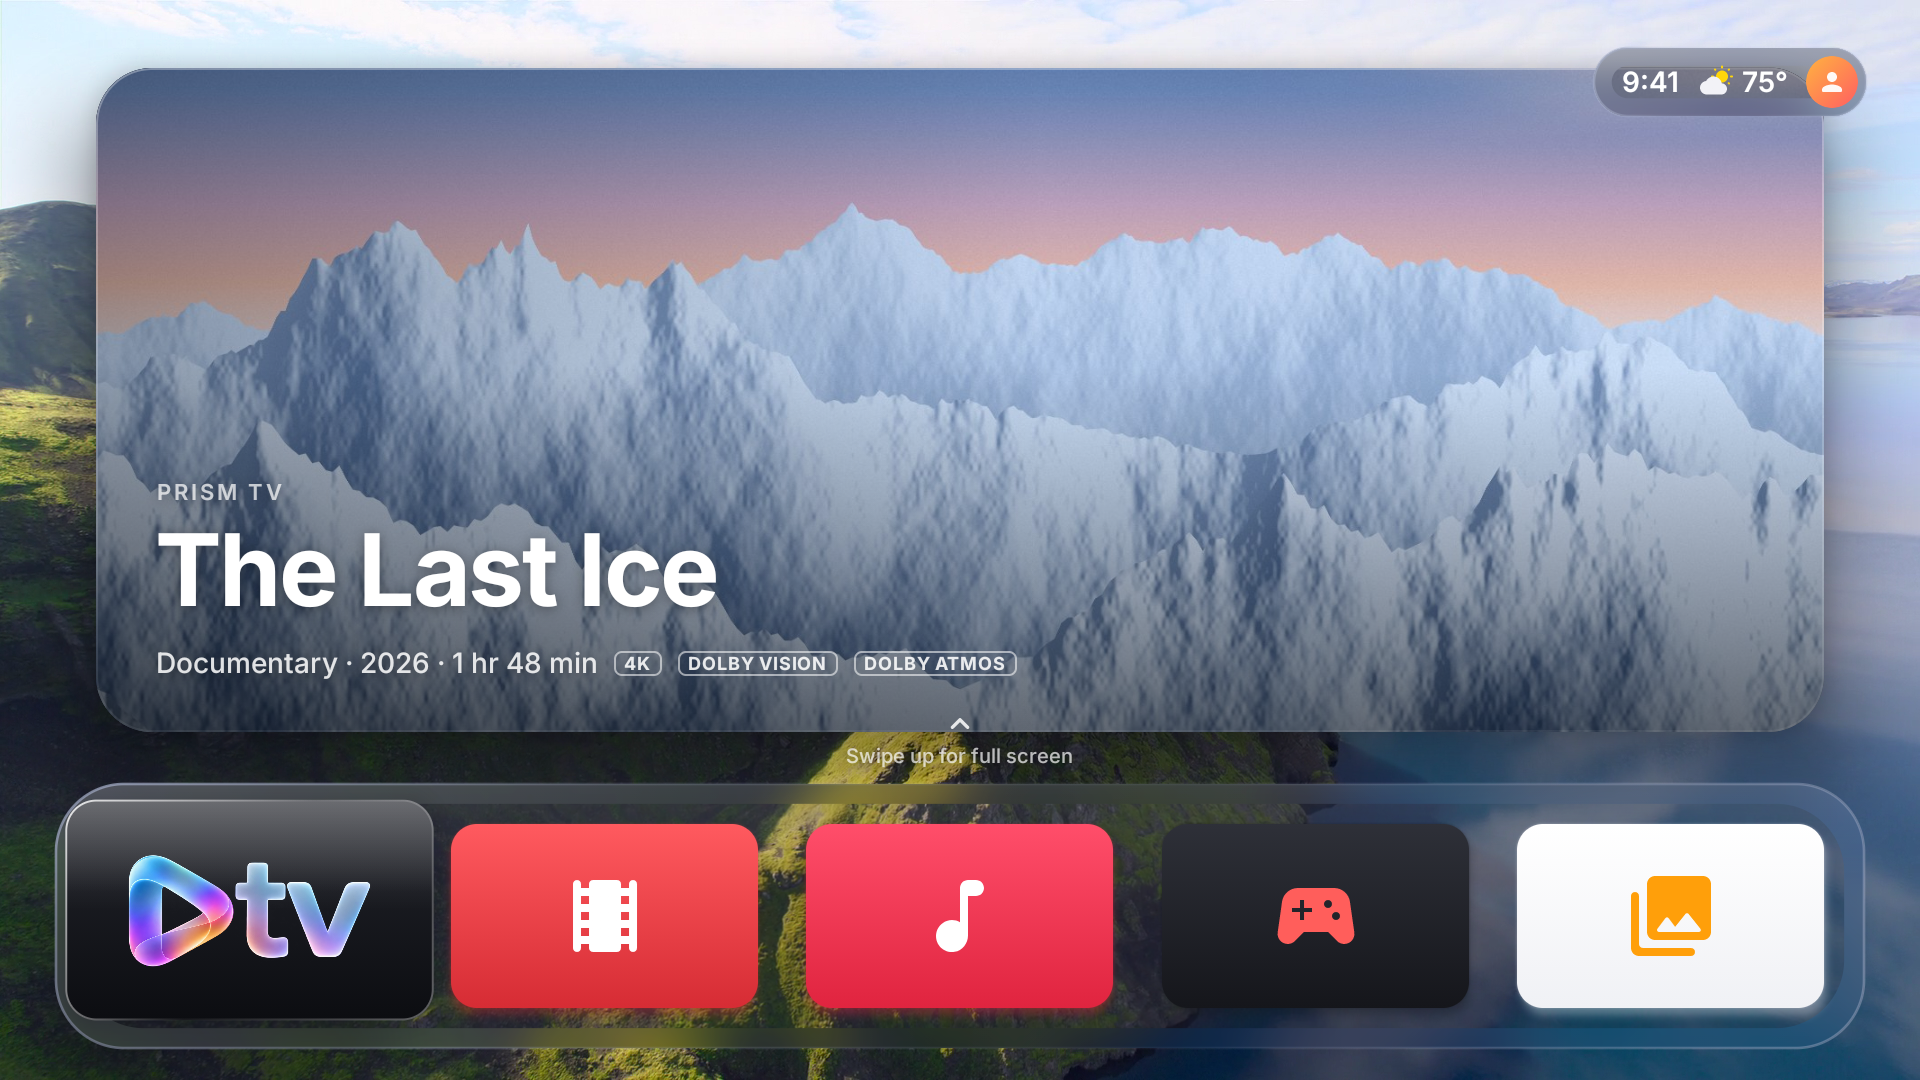 9:41 75°
PRISM TV
The Last Ice
Documentary · 2026 · 1 hr 48 min 4K DOLBY VISION DOLBY ATMOS
Swipe up for full screen
tv